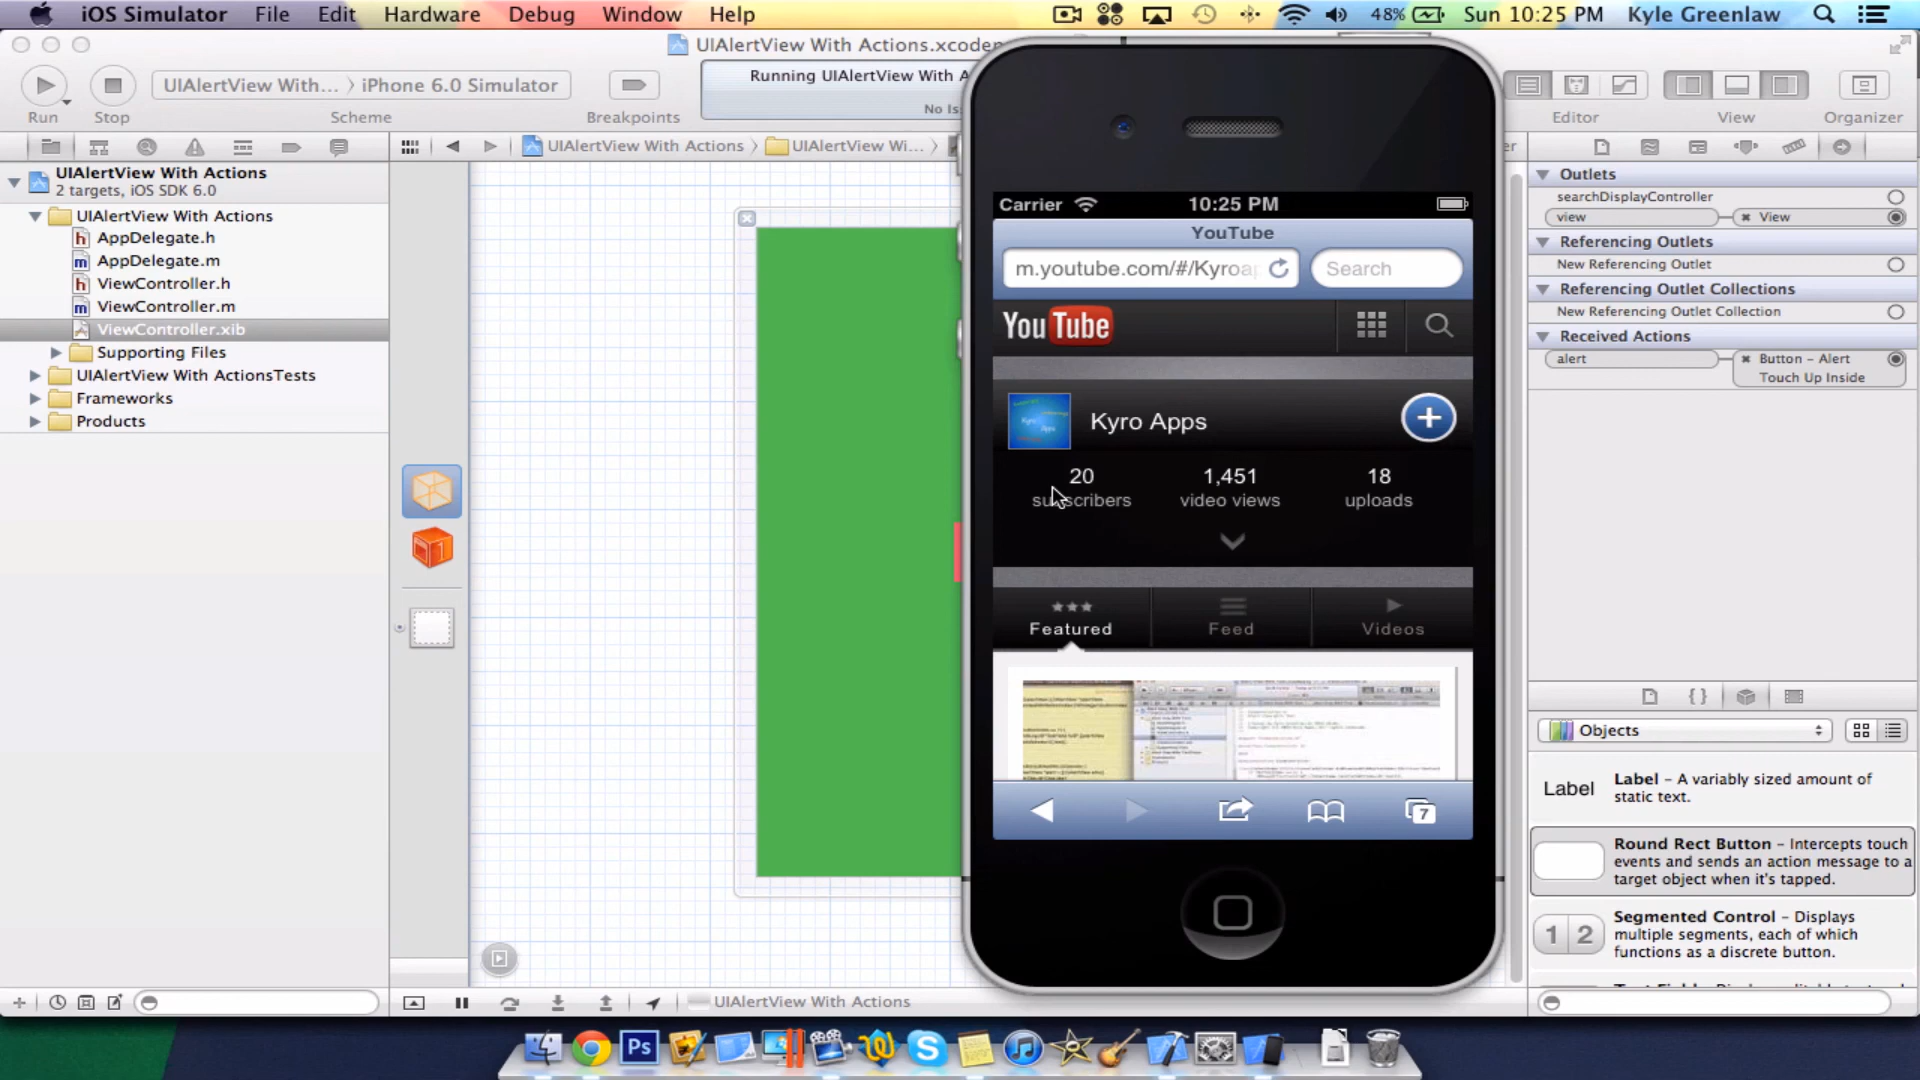 iOS Simulator File Edit Hardware Debug Window Help 48% Sun 10:25 PM Kyle Greenlaw
UIAlertView With Actions.xcode
UIAlertView With... iPhone 6.0 Simulator
Running UIAlertView With A
No Is
Run Stop Scheme Breakpoints Editor View Organizer
UIAlertView With Actions UIAlertView Wi...
UIAlertView With Actions
2 targets, iOS SDK 6.0
UIAlertView With Actions
AppDelegate.h
AppDelegate.m
ViewController.h
ViewController.m
ViewController.xib
Supporting Files
UIAlertView With ActionsTests
Frameworks
Products
Carrier 10:25 PM
YouTube
m.youtube.com/#/Kyroa
Search
YouTube
Kyro Apps
20 1,451 18
subscribers video views uploads
Featured Feed Videos
7
Outlets
searchDisplayController
view View
Referencing Outlets
New Referencing Outlet
Referencing Outlet Collections
New Referencing Outlet Collection
Received Actions
alert Button - Alert
Touch Up Inside
Objects
Label
Label - A variably sized amount of
static text.
Round Rect Button - Intercepts touch
events and sends an action message to a
target object when it's tapped.
1 2
Segmented Control - Displays
multiple segments, each of which
functions as a discrete button.
UIAlertView With Actions
Ps